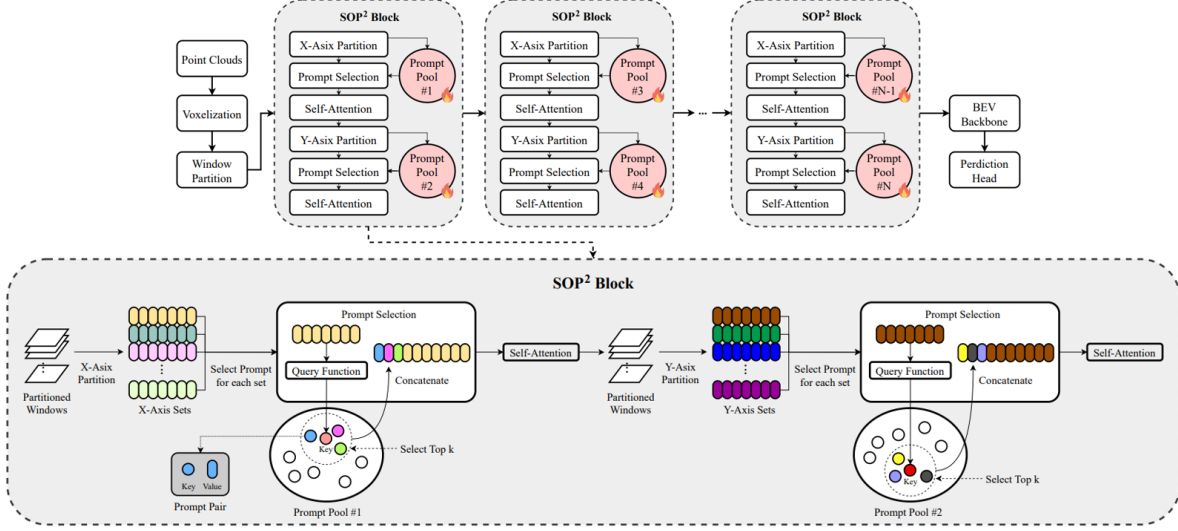 SOP² Block
SOP² Block
SOP² Block
Point Clouds
Voxelization
Window
Partition
X-Asix Partition
Prompt Selection
Self-Attention
Y-Asix Partition
Prompt Selection
Self-Attention
Prompt
Pool
#1
Prompt
Pool
#2
X-Asix Partition
Prompt Selection
Self-Attention
Y-Asix Partition
Prompt Selection
Self-Attention
Prompt
Pool
#3
Prompt
Pool
#4
...
X-Asix Partition
Prompt Selection
Self-Attention
Y-Asix Partition
Prompt Selection
Self-Attention
Prompt
Pool
#N-1
Prompt
Pool
#N
BEV
Backbone
Perdiction
Head
SOP² Block
Partitioned
Windows
X-Asix
Partition
X-Axis Sets
Select Prompt
for each set
Prompt Selection
Query Function
Concatenate
Key
Select Top k
Prompt Pool #1
Key Value
Prompt Pair
Self-Attention
Partitioned
Windows
Y-Asix
Partition
Y-Axis Sets
Select Prompt
for each set
Prompt Selection
Query Function
Concatenate
Key
Select Top k
Prompt Pool #2
Self-Attention